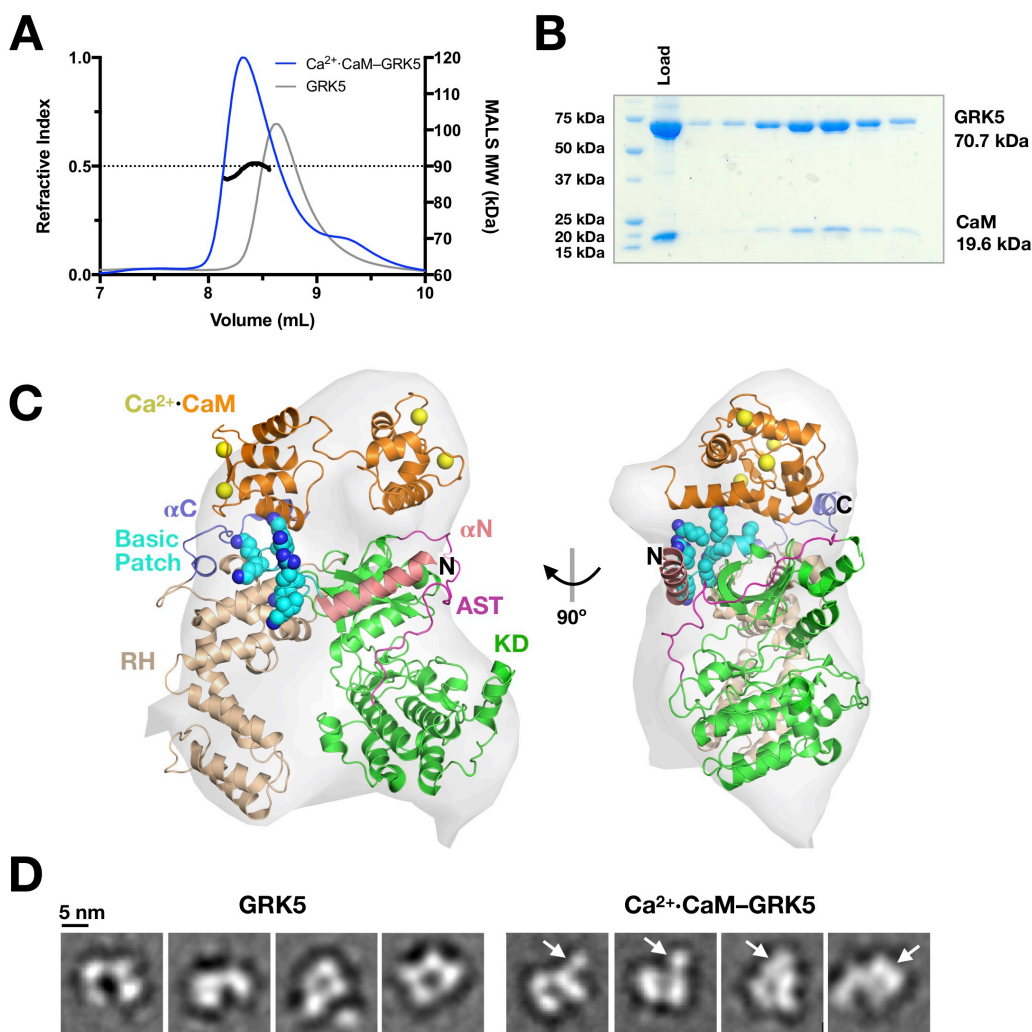 A
1.0
0.5
0.0
Refractive Index
7
8
9
10
Volume (mL)
120
110
100
90
80
70
60
MALS MW (kDa)
Ca²⁺·CaM–GRK5
GRK5
B
Load
75 kDa
50 kDa
37 kDa
25 kDa
20 kDa
15 kDa
GRK5
70.7 kDa
CaM
19.6 kDa
C
Ca²⁺·CaM
αC
Basic
Patch
αN
N
AST
RH
KD
90º
C
N
D
5 nm
GRK5
Ca²⁺·CaM–GRK5